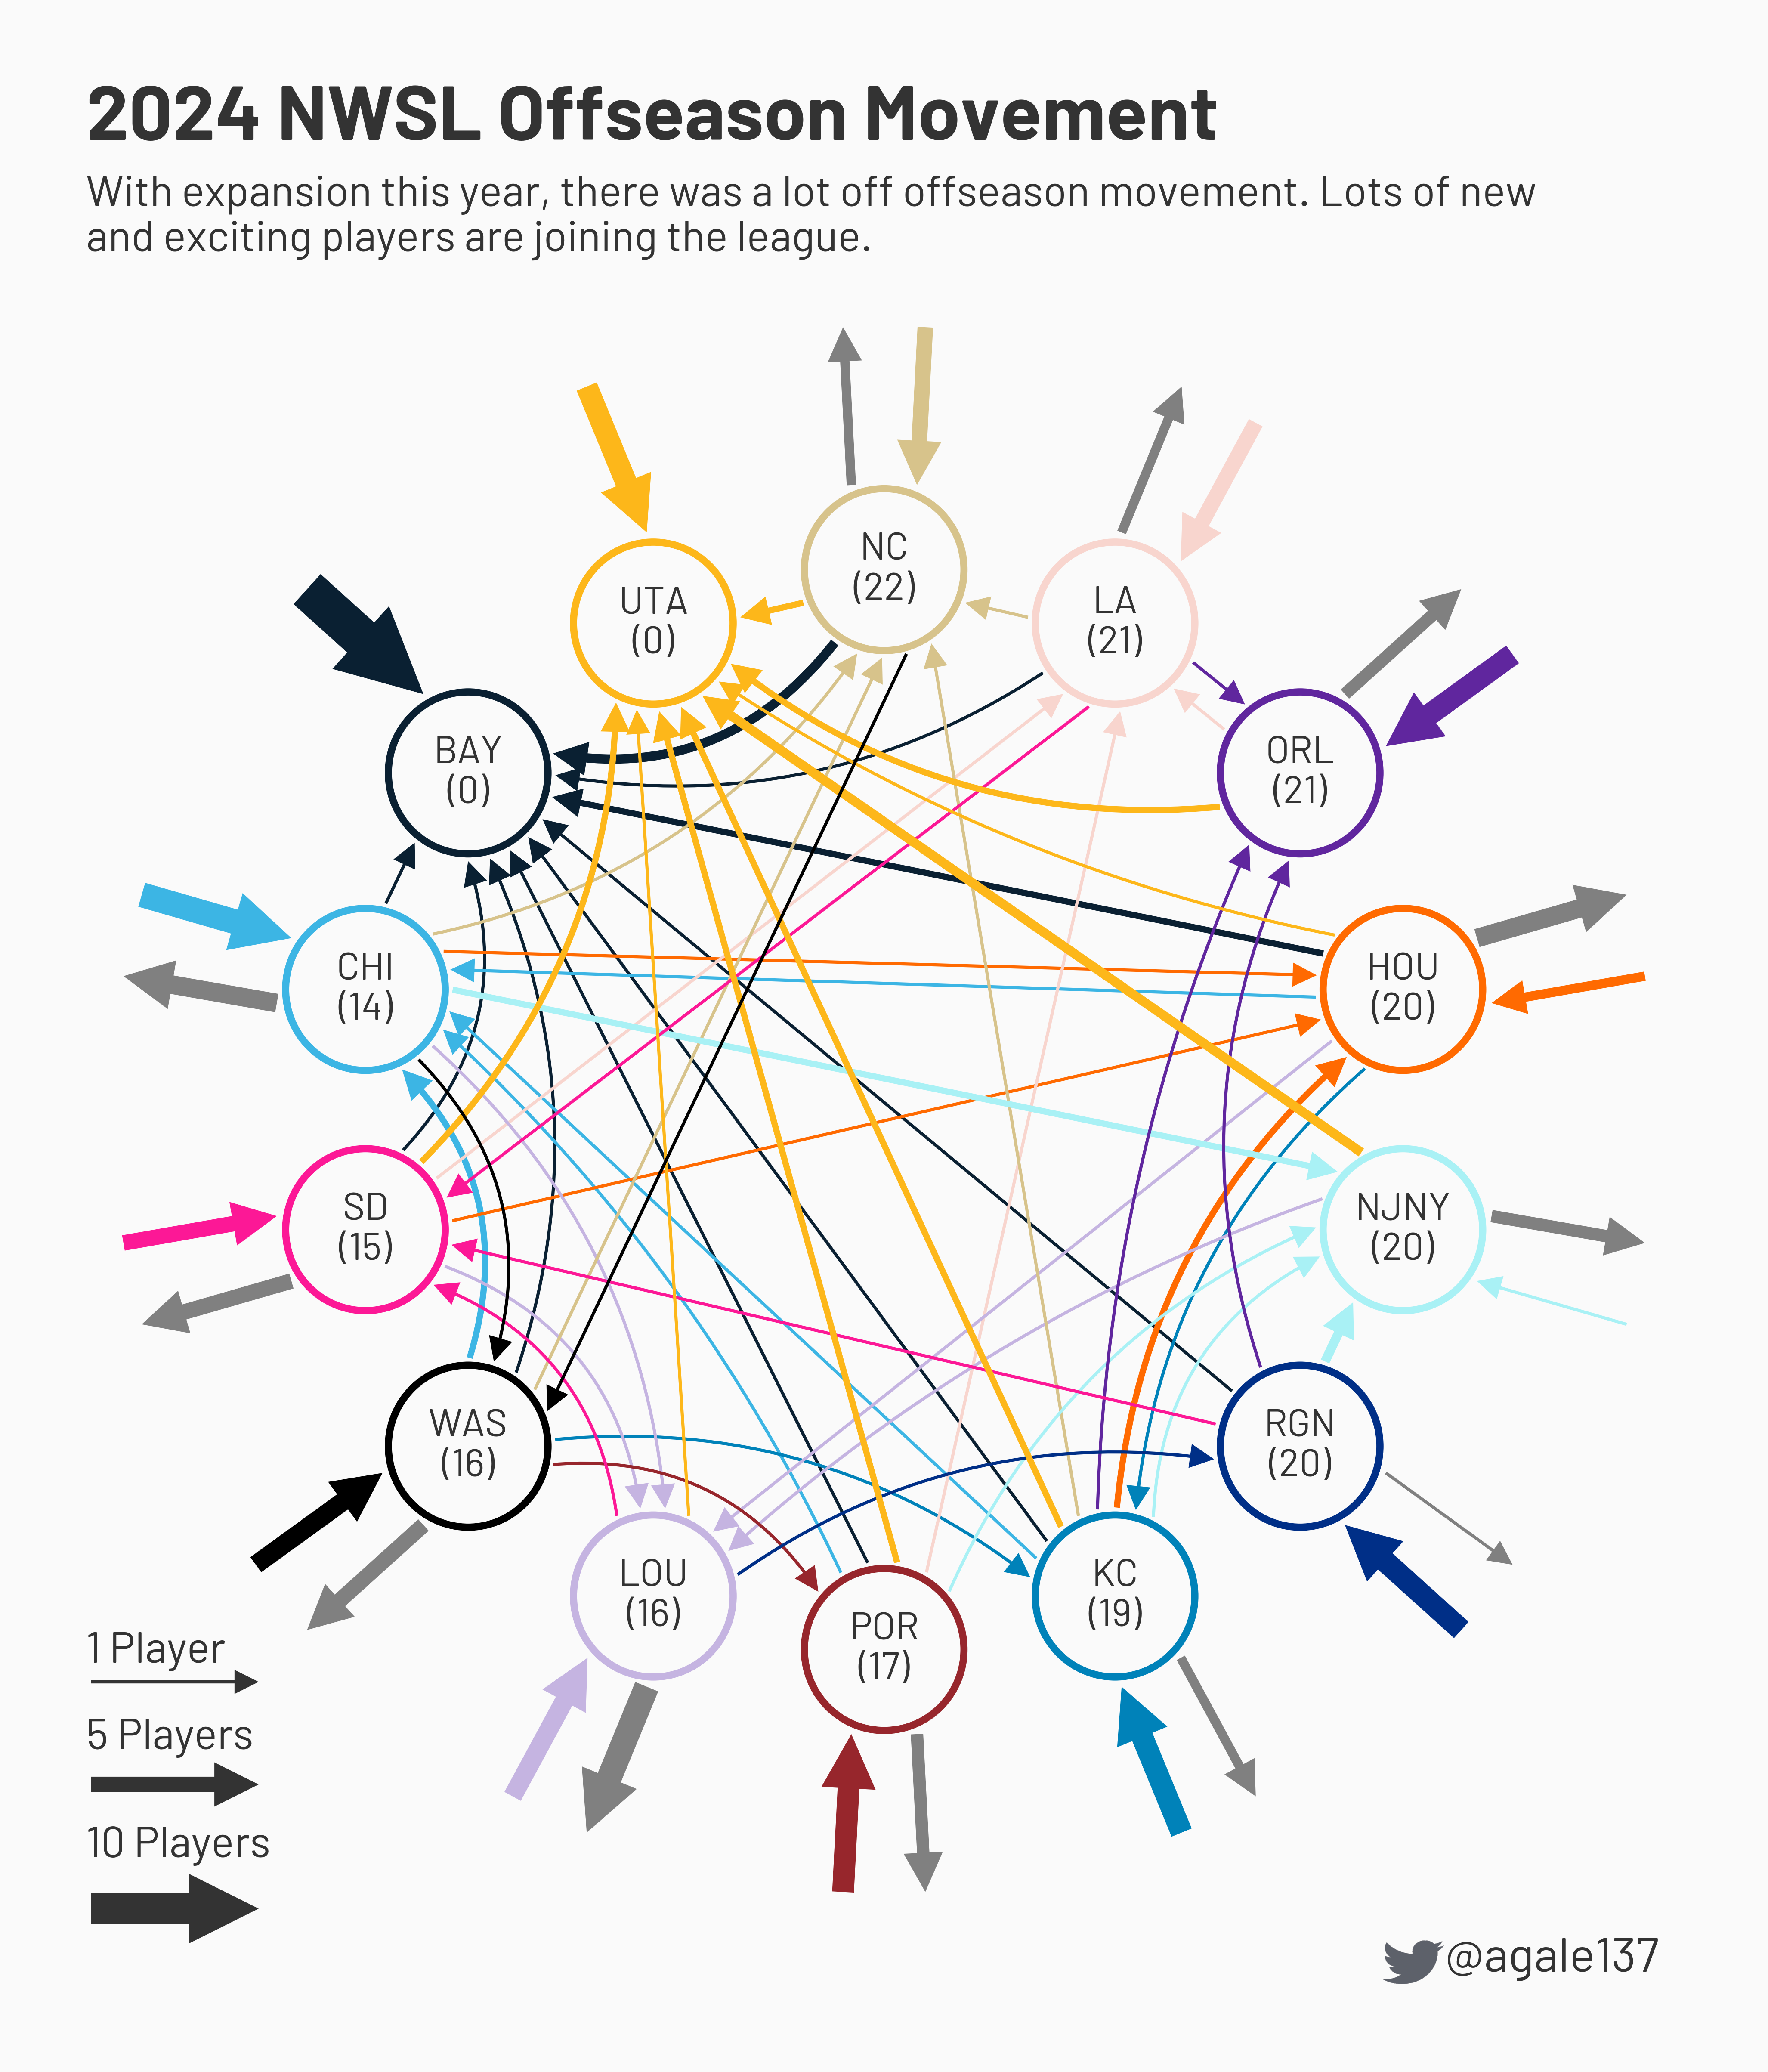 2024 NWSL Offseason Movement
With expansion this year, there was a lot off offseason movement. Lots of new
and exciting players are joining the league.
NC
(22)
UTA
(0)
LA
(21)
BAY
(0)
ORL
(21)
CHI
(14)
HOU
(20)
SD
(15)
NJNY
(20)
WAS
(16)
RGN
(20)
LOU
(16)
KC
(19)
POR
(17)
1 Player
5 Players
10 Players
@agale137